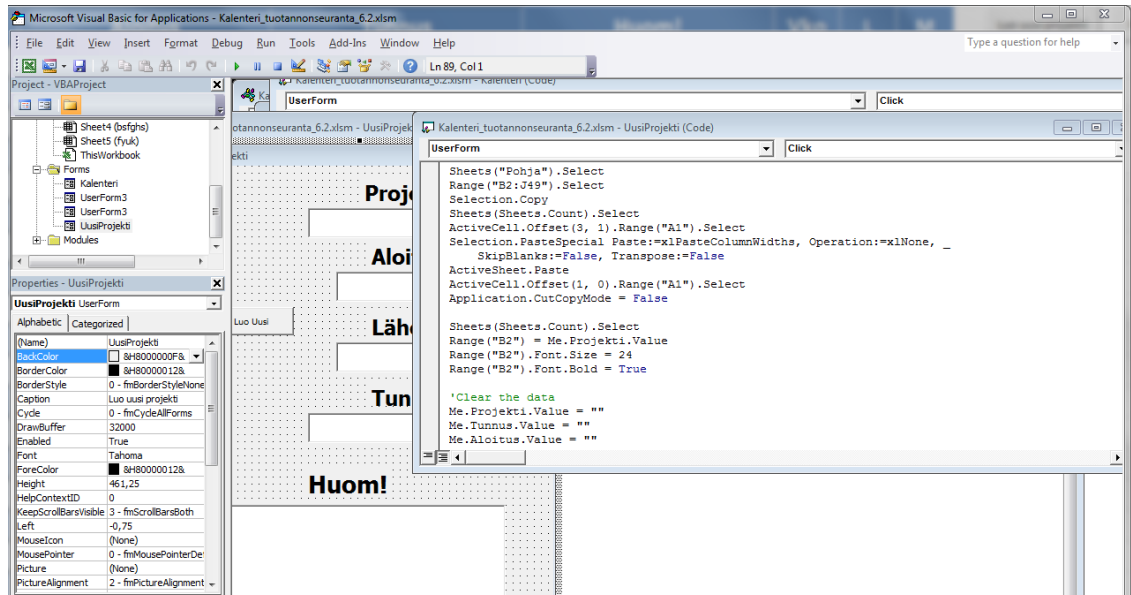 Microsoft Visual Basic for Applications - Kalenteri_tuotannonseuranta_6.2.xlsm
File Edit View Insert Format Debug Run Tools Add-Ins Window Help
Type a question for help
Ln 89, Col 1
Project - VBAProject
Sheet4 (bsfghs)
Sheet5 (fyuk)
ThisWorkbook
Forms
Kalenteri
UserForm3
UserForm3
UusiProjekti
Modules
Properties - UusiProjekti
UusiProjekti UserForm
Alphabetic Categorized
(Name) UusiProjekti
BackColor &H8000000F&
BorderColor &H80000012&
BorderStyle 0 - fmBorderStyleNone
Caption Luo uusi projekti
Cycle 0 - fmCycleAllForms
DrawBuffer 32000
Enabled True
Font Tahoma
ForeColor &H80000012&
Height 461,25
HelpContextID 0
KeepScrollBarsVisible 3 - fmScrollBarsBoth
Left -0,75
MouseIcon (None)
MousePointer 0 - fmMousePointerDe
Picture (None)
PictureAlignment 2 - fmPictureAlignment
Kalenteri_tuotannonseuranta_6.2.xlsm - Kalenteri (Code)
Ka
UserForm Click
otannonseuranta_6.2.xlsm - UusiProjek
ekti
Proj
Aloi
Luo Uusi
Läh
Tun
Huom!
Kalenteri_tuotannonseuranta_6.2.xlsm - UusiProjekti (Code)
UserForm Click
Sheets("Pohja").Select
Range("B2:J49").Select
Selection.Copy
Sheets(Sheets.Count).Select
ActiveCell.Offset(3, 1).Range("A1").Select
Selection.PasteSpecial Paste:=xlPasteColumnWidths, Operation:=xlNone, _
SkipBlanks:=False, Transpose:=False
ActiveSheet.Paste
ActiveCell.Offset(1, 0).Range("A1").Select
Application.CutCopyMode = False
Sheets(Sheets.Count).Select
Range("B2") = Me.Projekti.Value
Range("B2").Font.Size = 24
Range("B2").Font.Bold = True
'Clear the data
Me.Projekti.Value = ""
Me.Tunnus.Value = ""
Me.Aloitus.Value = ""